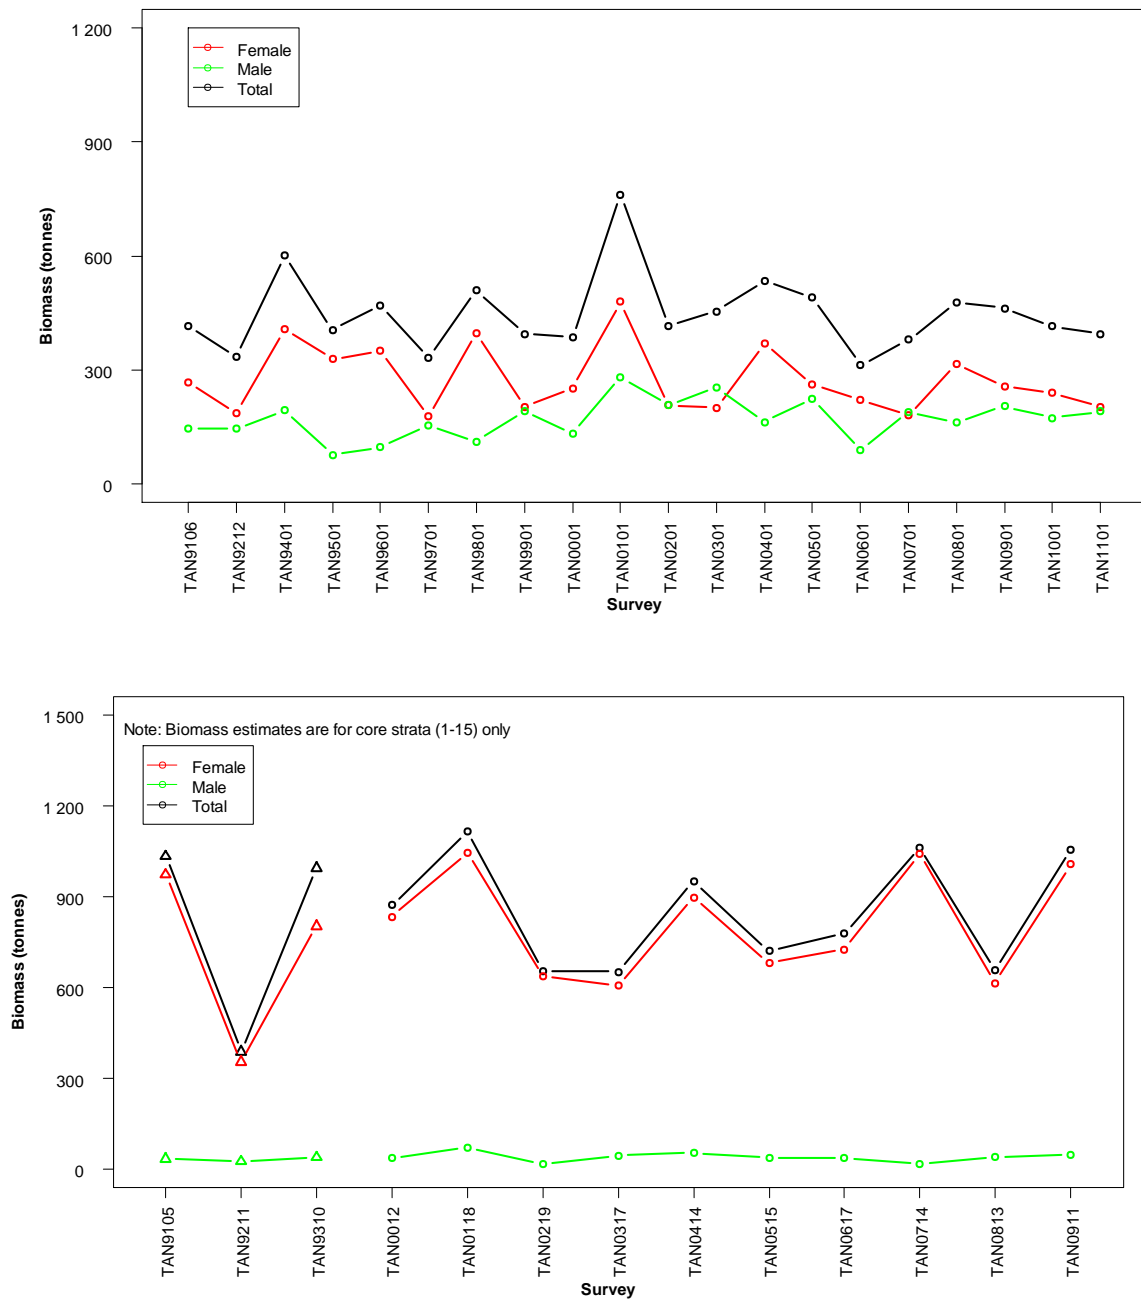 1 200
900
600
300
0
Biomass (tonnes)
Female
Male
Total
TAN9106
TAN9212
TAN9401
TAN9501
TAN9601
TAN9701
TAN9801
TAN9901
TAN0001
TAN0101
TAN0201
TAN0301
TAN0401
TAN0501
TAN0601
TAN0701
TAN0801
TAN0901
TAN1001
TAN1101
Survey
1 500
1 200
900
600
300
0
Biomass (tonnes)
Note: Biomass estimates are for core strata (1-15) only
Female
Male
Total
TAN9105
TAN9211
TAN9310
TAN0012
TAN0118
TAN0219
TAN0317
TAN0414
TAN0515
TAN0617
TAN0714
TAN0813
TAN0911
Survey